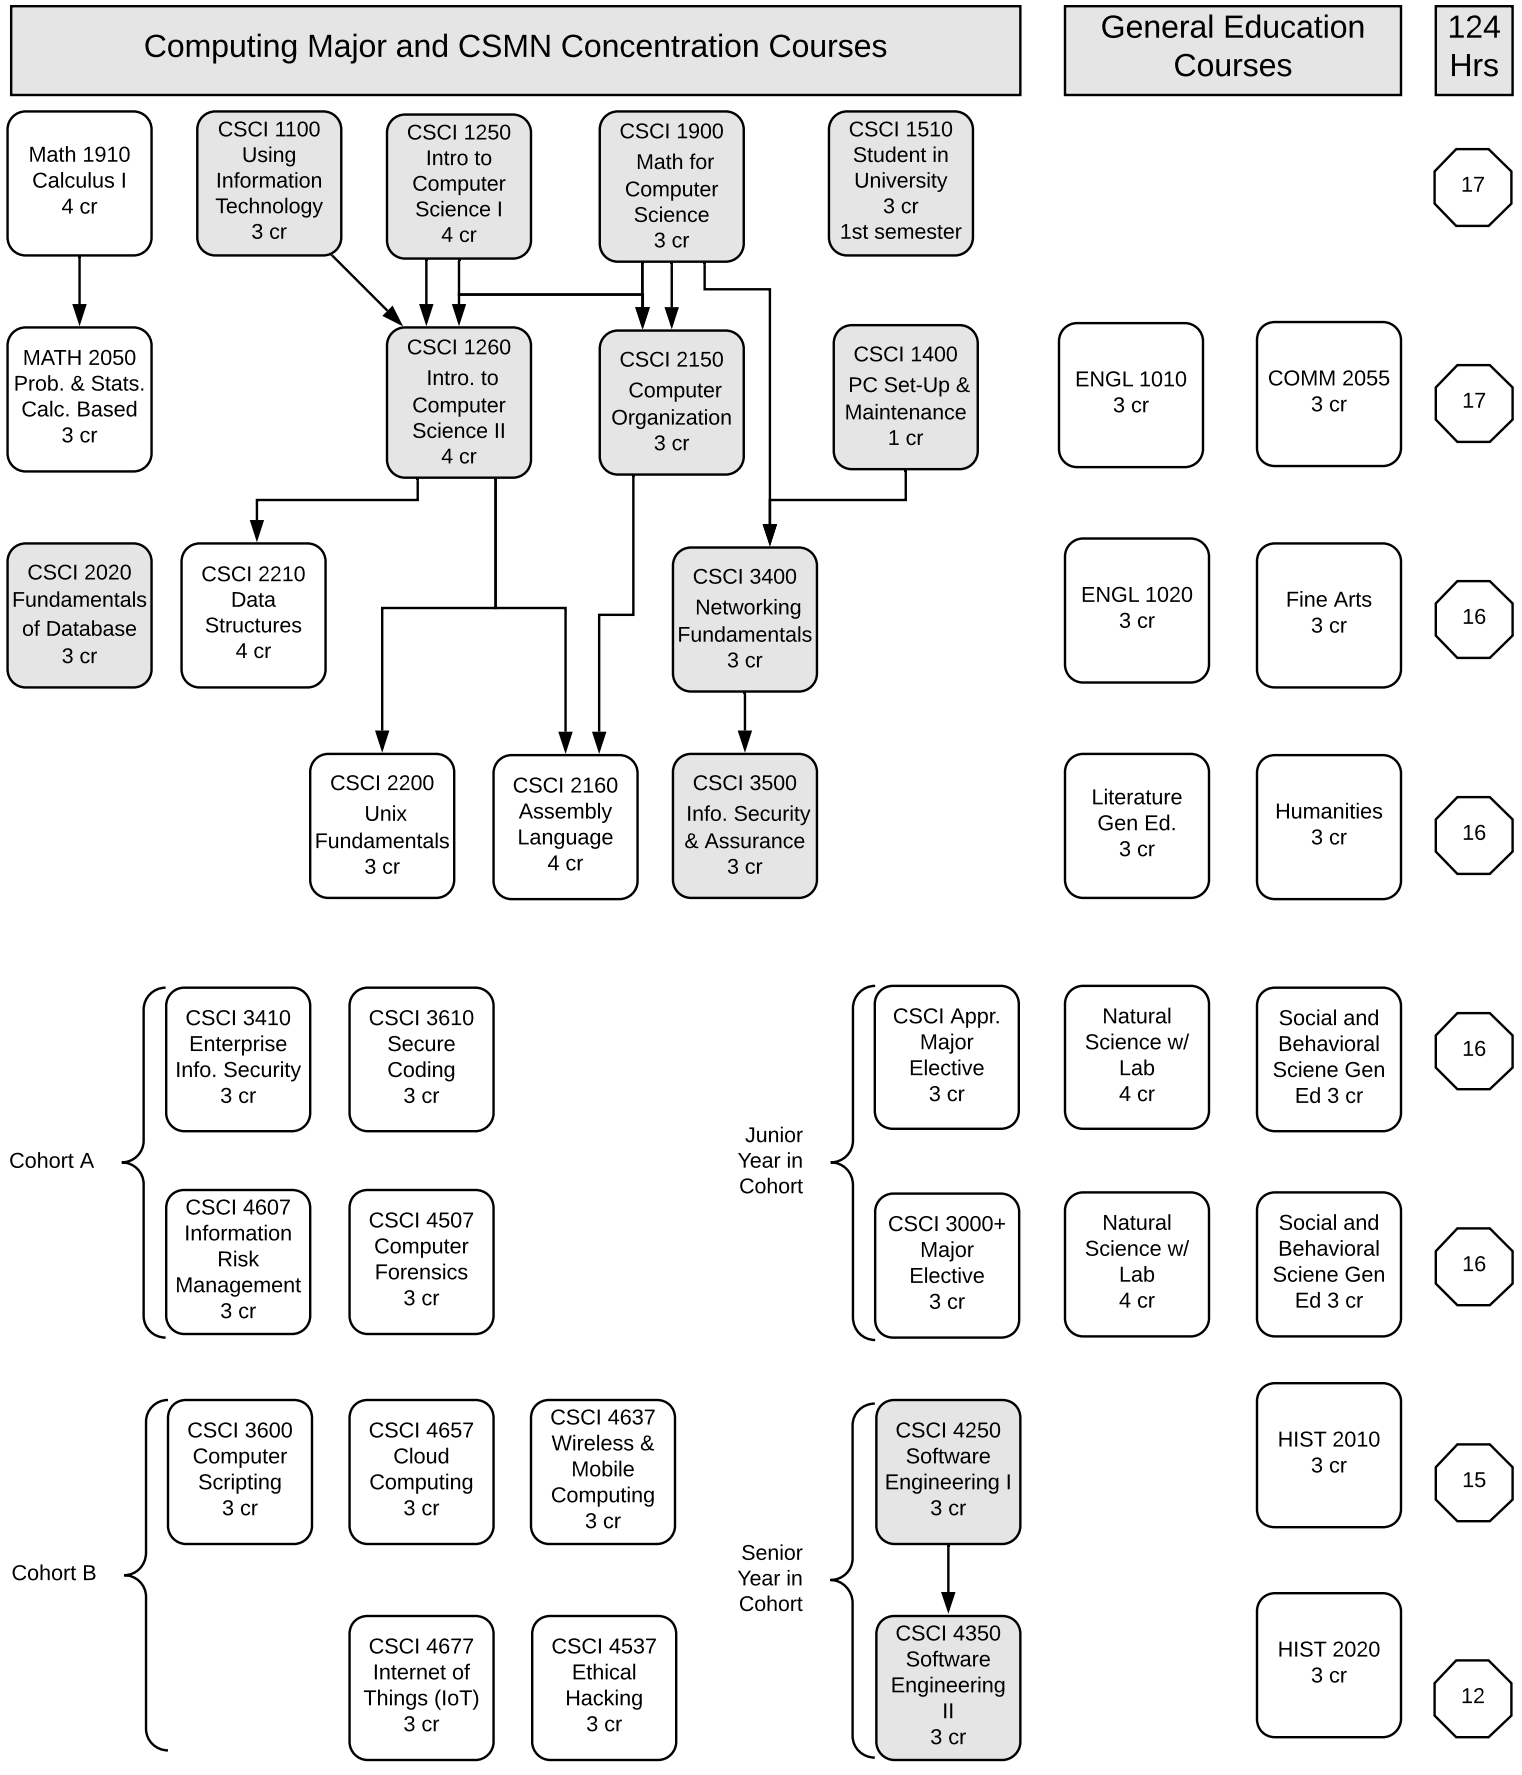 Computing Major and CSMN Concentration Courses
General Education
Courses
124
Hrs
Math 1910
Calculus I
4 cr
CSCI 1100
Using
Information
Technology
3 cr
CSCI 1250
Intro to
Computer
Science I
4 cr
CSCI 1900
Math for
Computer
Science
3 cr
CSCI 1510
Student in
University
3 cr
1st semester
17
MATH 2050
Prob. & Stats.
Calc. Based
3 cr
CSCI 1260
Intro. to
Computer
Science II
4 cr
CSCI 2150
Computer
Organization
3 cr
CSCI 1400
PC Set-Up &
Maintenance
1 cr
ENGL 1010
3 cr
COMM 2055
3 cr
17
CSCI 2020
Fundamentals
of Database
3 cr
CSCI 2210
Data
Structures
4 cr
CSCI 3400
Networking
Fundamentals
3 cr
ENGL 1020
3 cr
Fine Arts
3 cr
16
CSCI 2200
Unix
Fundamentals
3 cr
CSCI 2160
Assembly
Language
4 cr
CSCI 3500
Info. Security
& Assurance
3 cr
Literature
Gen Ed.
3 cr
Humanities
3 cr
16
Cohort A
CSCI 3410
Enterprise
Info. Security
3 cr
CSCI 3610
Secure
Coding
3 cr
Junior
Year in
Cohort
CSCI Appr.
Major
Elective
3 cr
Natural
Science w/
Lab
4 cr
Social and
Behavioral
Sciene Gen
Ed 3 cr
16
CSCI 4607
Information
Risk
Management
3 cr
CSCI 4507
Computer
Forensics
3 cr
CSCI 3000+
Major
Elective
3 cr
Natural
Science w/
Lab
4 cr
Social and
Behavioral
Sciene Gen
Ed 3 cr
16
Cohort B
CSCI 3600
Computer
Scripting
3 cr
CSCI 4657
Cloud
Computing
3 cr
CSCI 4637
Wireless &
Mobile
Computing
3 cr
Senior
Year in
Cohort
CSCI 4250
Software
Engineering I
3 cr
HIST 2010
3 cr
15
CSCI 4677
Internet of
Things (IoT)
3 cr
CSCI 4537
Ethical
Hacking
3 cr
CSCI 4350
Software
Engineering
II
3 cr
HIST 2020
3 cr
12